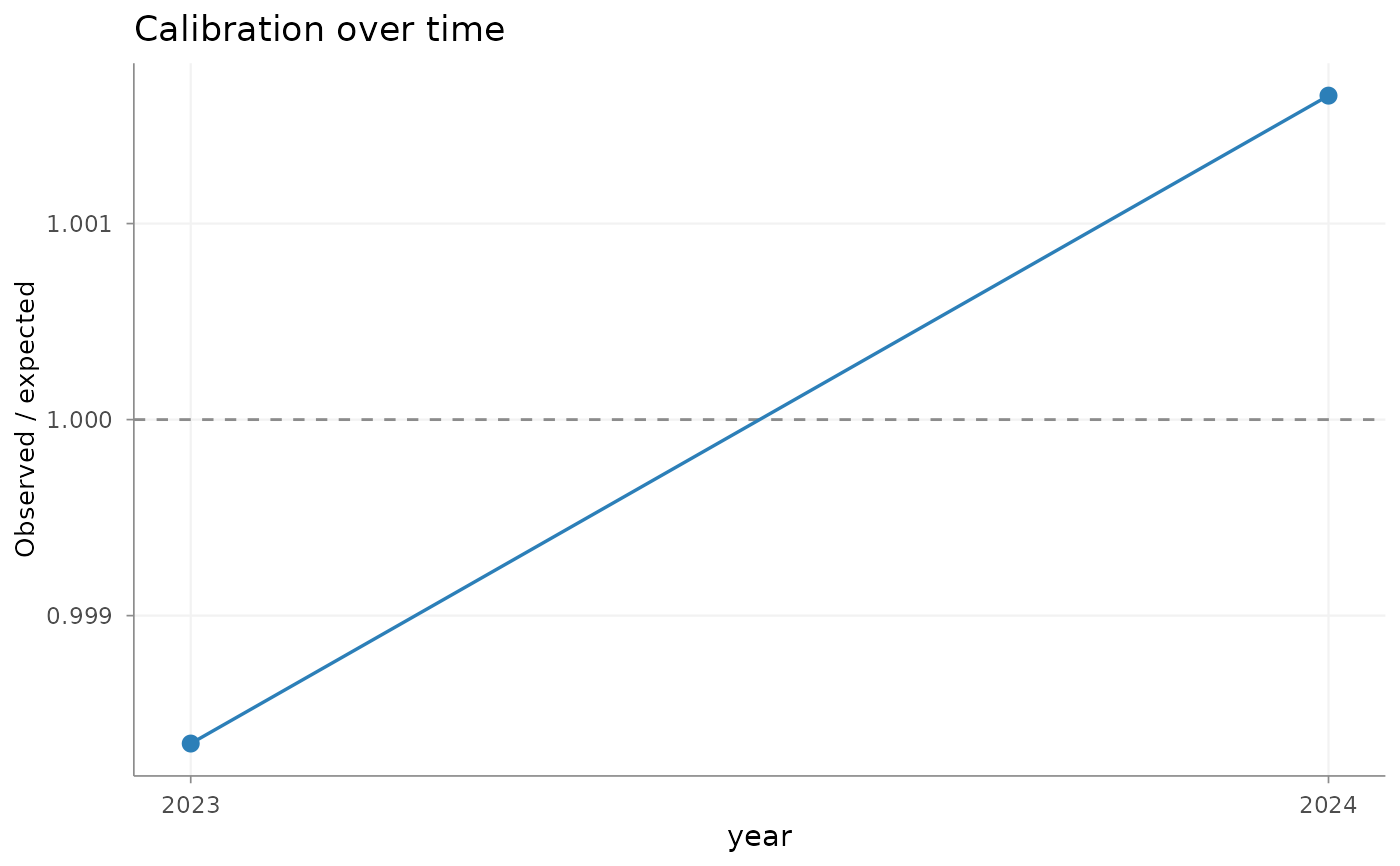 Calibration over time
Observed / expected
1.001
1.000
0.999
2023
2024
year